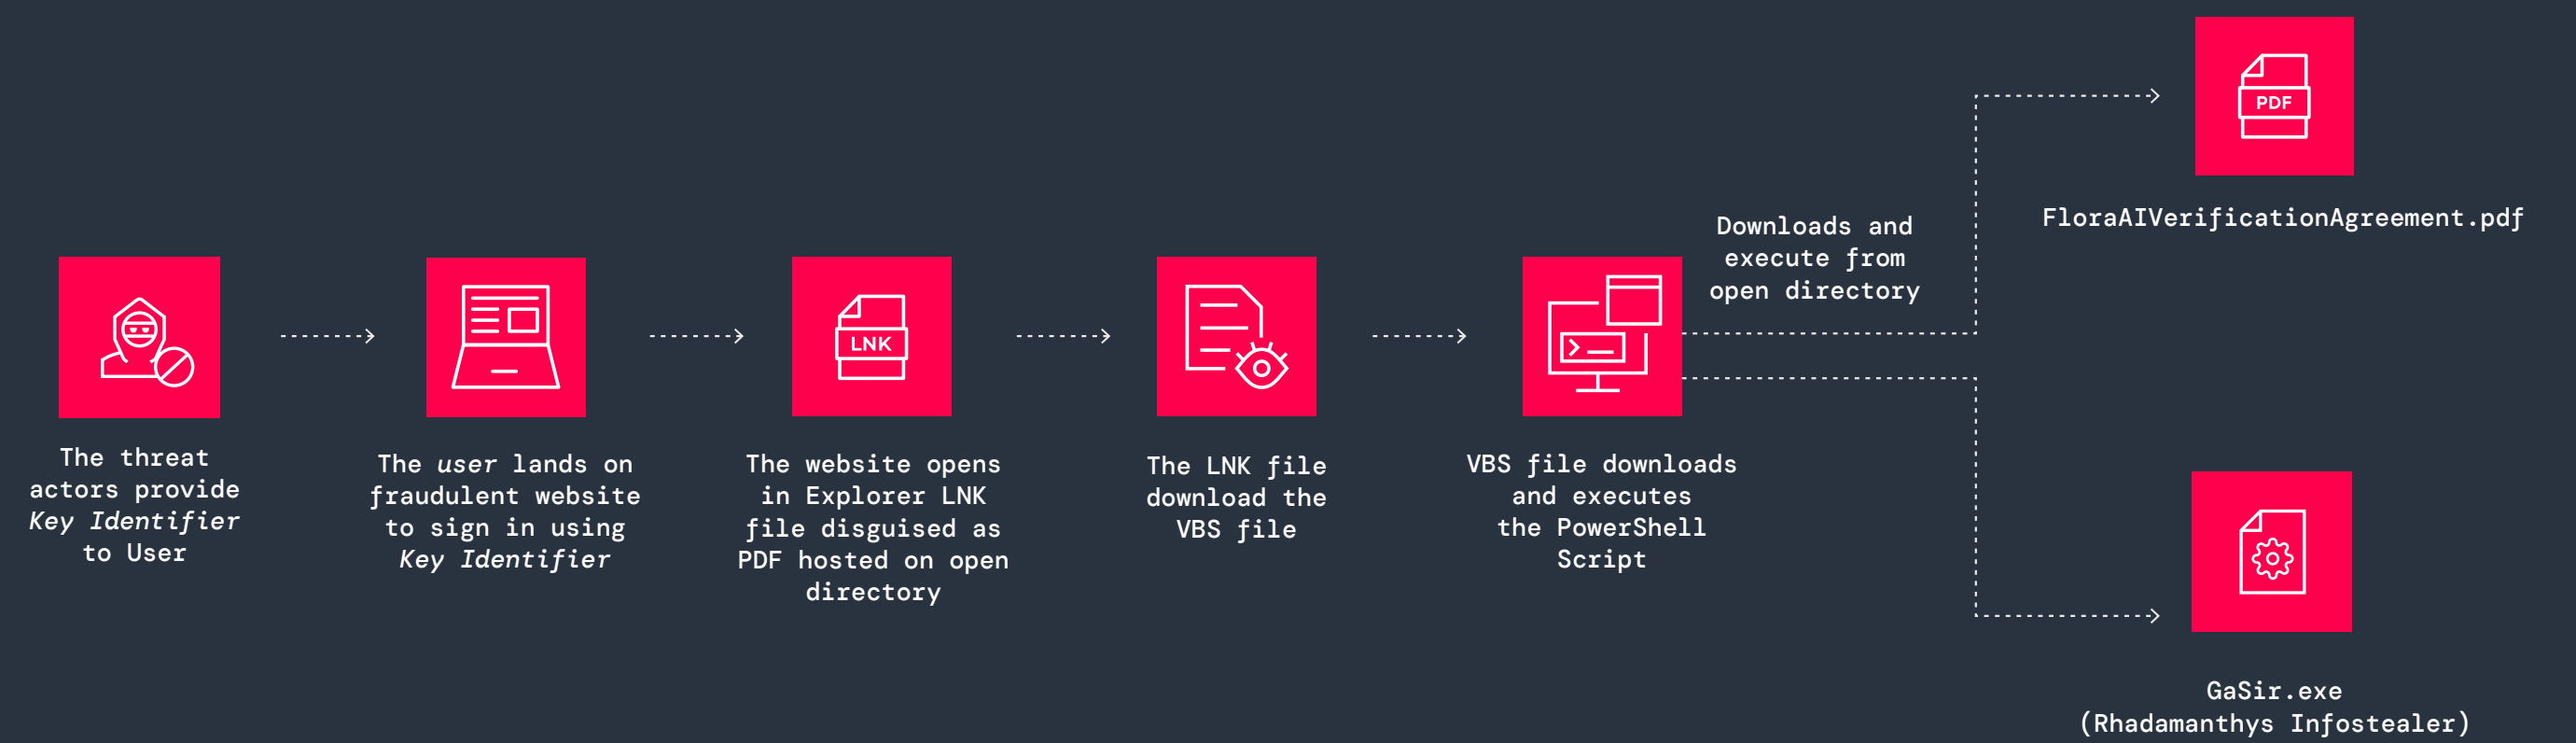 The threat
actors provide
Key Identifier
to User
The user lands on
fraudulent website
to sign in using
Key Identifier
LNK
The website opens
in Explorer LNK
file disguised as
PDF hosted on open
directory
The LNK file
download the
VBS file
VBS file downloads
and executes
the PowerShell
Script
Downloads and
execute from
open directory
PDF
FloraAIVerificationAgreement.pdf
GaSir.exe
(Rhadamanthys Infostealer)